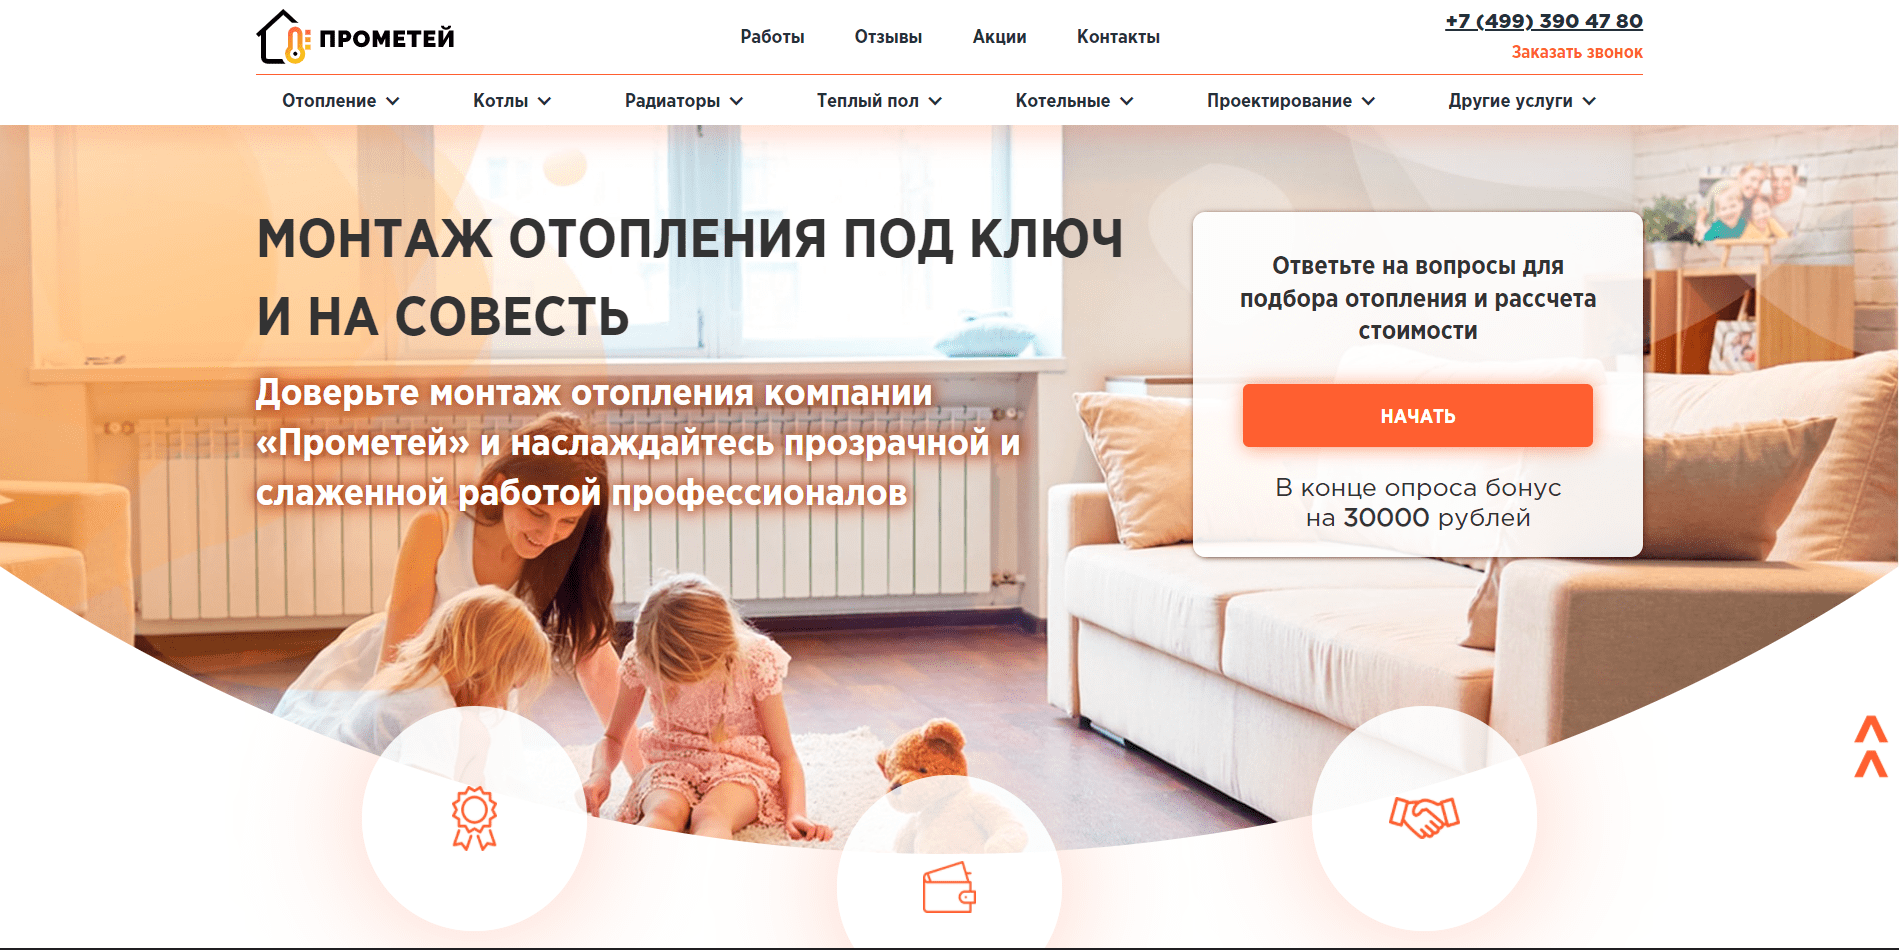 ПРОМЕТЕЙ
Работы Отзывы Акции Контакты
+7 (499) 390 47 80
Заказать звонок
Отопление Котлы Радиаторы Теплый пол Котельные Проектирование Другие услуги
МОНТАЖ ОТОПЛЕНИЯ ПОД КЛЮЧ
И НА СОВЕСТЬ
Доверьте монтаж отопления компании
«Прометей» и наслаждайтесь прозрачной и
слаженной работой профессионалов
Ответьте на вопросы для
подбора отопления и рассчета
стоимости
НАЧАТЬ
В конце опроса бонус
на 30000 рублей